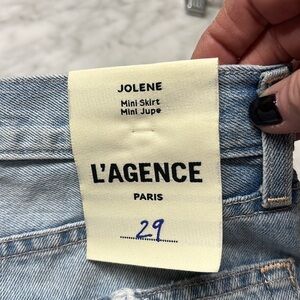 JOLENE
Mini Skirt
Mini Jupe
L'AGENCE
PARIS
29